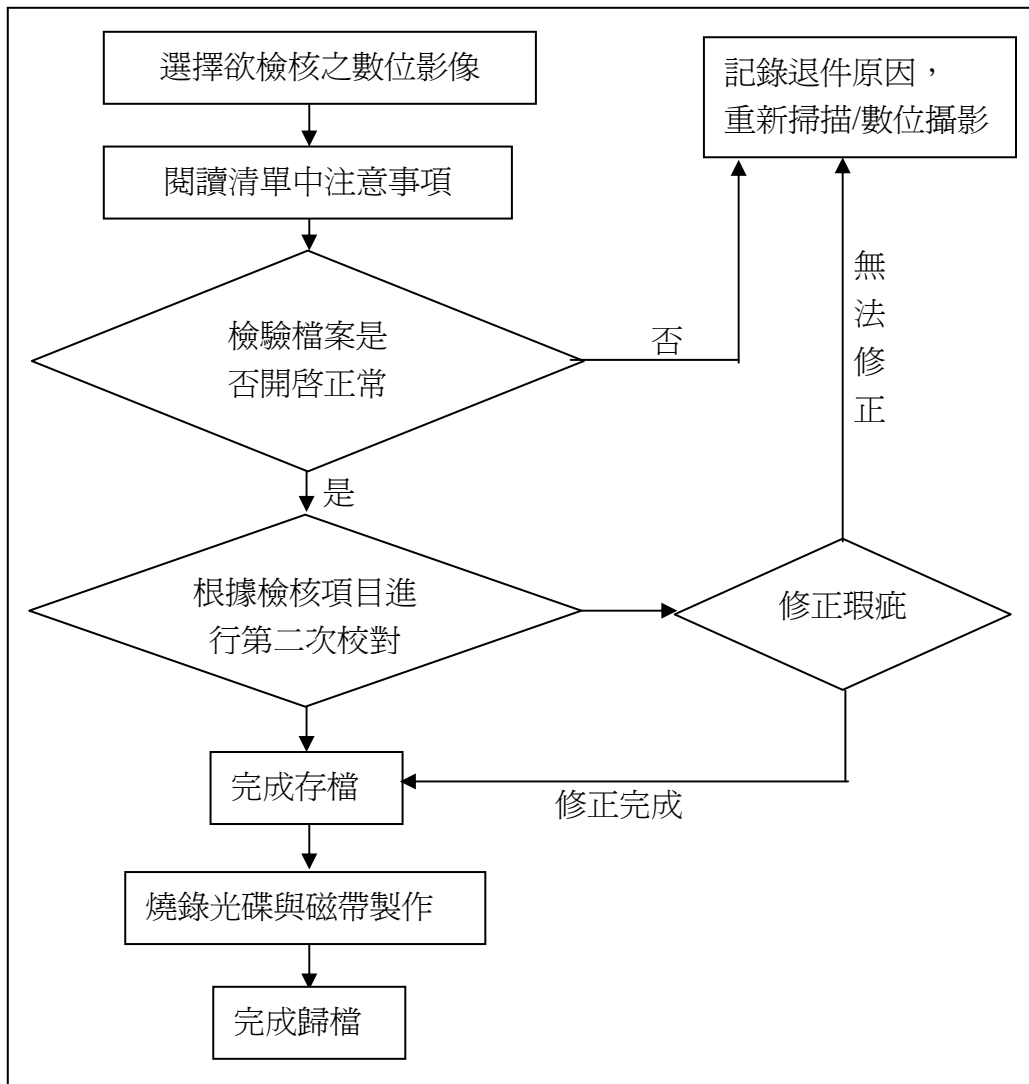 選擇欲檢核之數位影像
記錄退件原因，
重新掃描/數位攝影
閱讀清單中注意事項
檢驗檔案是
否開啟正常
否
無法修正
是
根據檢核項目進
行第二次校對
修正瑕疵
完成存檔
修正完成
燒錄光碟與磁帶製作
完成歸檔